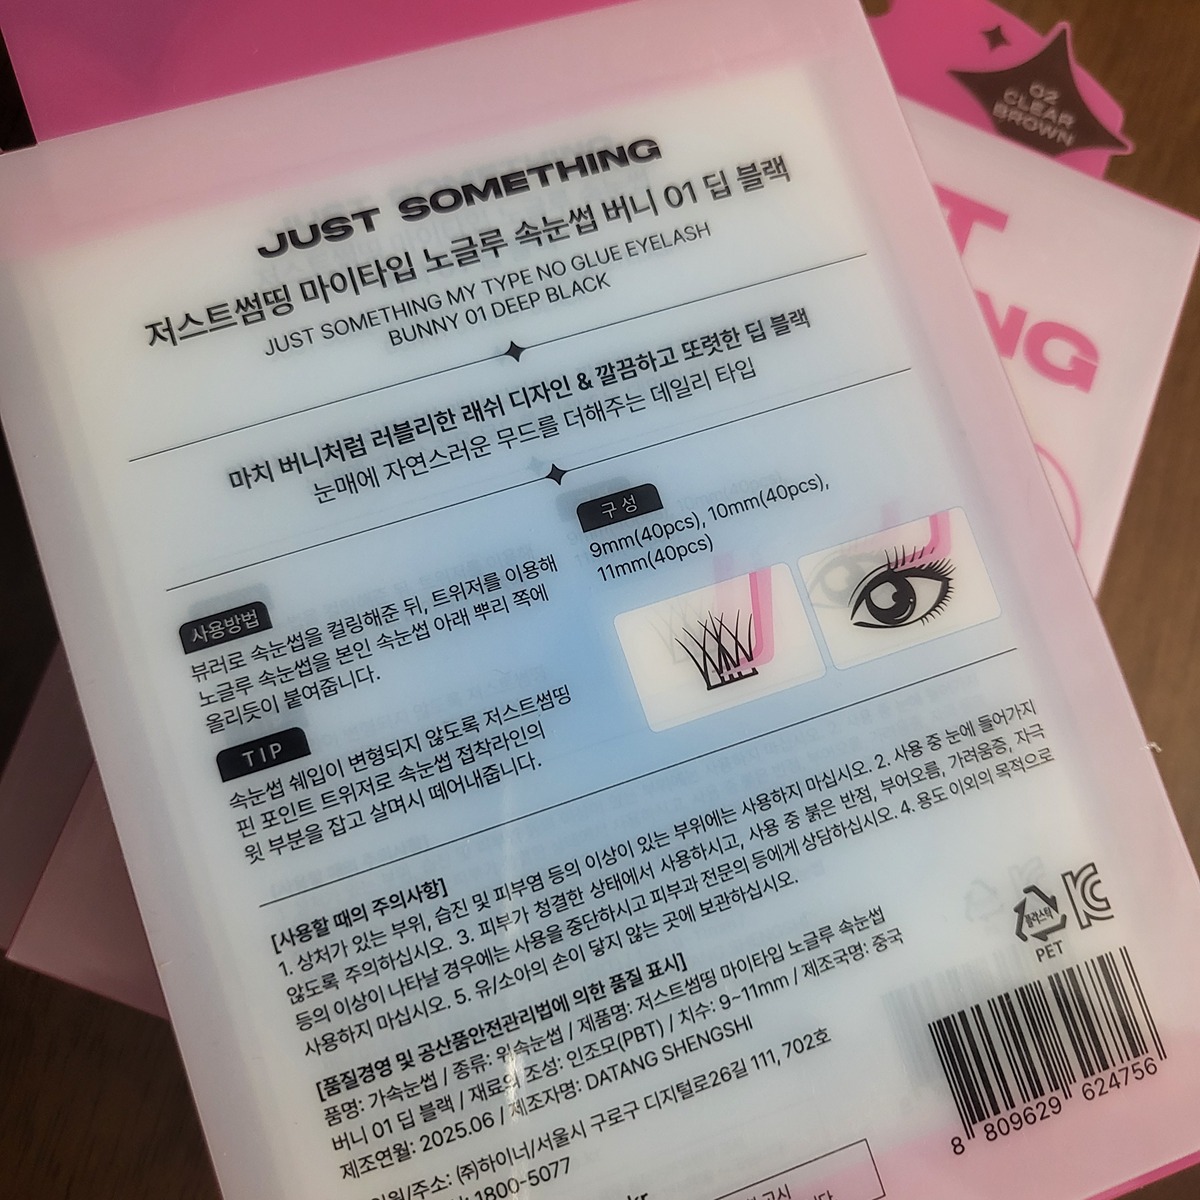 JUST SOMETHING
저스트썸띵 마이타입 노글루 속눈썹 버니 01 딥 블랙
JUST SOMETHING MY TYPE NO GLUE EYELASH
BUNNY 01 DEEP BLACK
마치 버니처럼 러블리한 래쉬 디자인 & 깔끔하고 또렷한 딥 블랙
눈매에 자연스러운 무드를 더해주는 데일리 타입
사용방법
뷰러로 속눈썹을 컬링해준 뒤, 트위저를 이용해
노글루 속눈썹을 본인 속눈썹 아래 뿌리 쪽에
올리듯이 붙여줍니다.
TIP
속눈썹 쉐입이 변형되지 않도록 저스트썸띵
핀 포인트 트위저로 속눈썹 접착라인의
윗 부분을 잡고 살며시 떼어내줍니다.
구성
9mm(40pcs), 10mm(40pcs),
11mm(40pcs)
[사용할 때의 주의사항]
1. 상처가 있는 부위, 습진 및 피부염 등의 이상이 있는 부위에는 사용하지 마십시오. 2. 사용 중 눈에 들어가지
않도록 주의하십시오. 3. 피부가 청결한 상태에서 사용하시고, 사용 중 붉은 반점, 부어오름, 가려움증, 자극
등의 이상이 나타날 경우에는 사용을 중단하시고 피부과 전문의 등에게 상담하십시오. 4. 용도 이외의 목적으로
사용하지 마십시오. 5. 유/소아의 손이 닿지 않는 곳에 보관하십시오.
[품질경영 및 공산품안전관리법에 의한 품질 표시]
품명: 가속눈썹 / 종류: 위속눈썹 / 제품명: 저스트썸띵 마이타입 노글루 속눈썹
버니 01 딥 블랙 / 재료의 조성: 인조모(PBT) / 치수: 9~11mm / 제조국명: 중국
제조연월: 2025.06 / 제조자명: DATANG SHENGSHI
/주소: ㈜하이너/서울시 구로구 디지털로26길 111, 702호
1800-5077
플라스틱
PET
8 809629 624756
02
CLEAR
BROWN